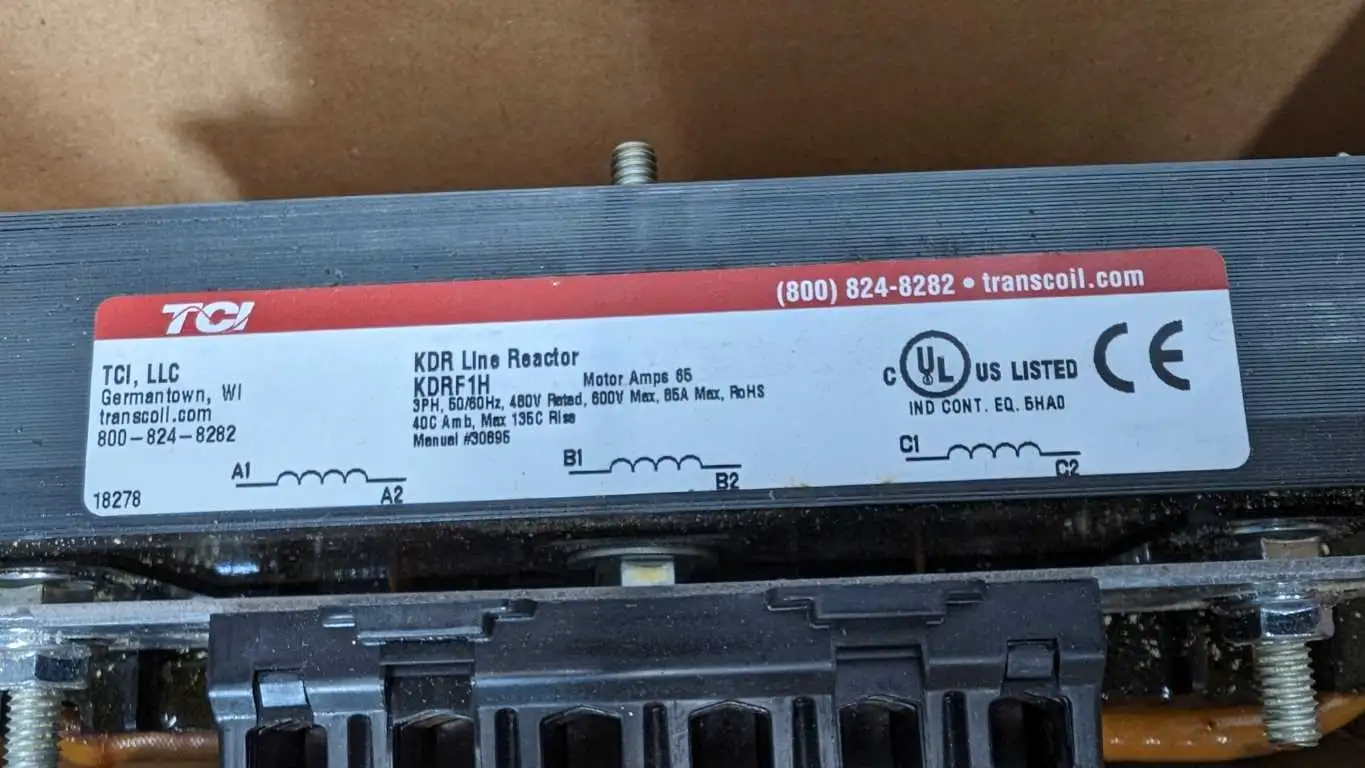 TCI
(800) 824-8282 • transcoil.com
TCI, LLC
Germantown, WI
transcoil.com
800-824-8282
KDR Line Reactor
KDRF1H Motor Amps 65
3PH, 50/60Hz, 480V Rated, 600V Max, 65A Max, RoHS
40C Amb, Max 135C Rise
Manual #30895
C UL US LISTED CE
IND CONT. EQ. 5HA0
A1 A2
B1 B2
C1 C2
18278